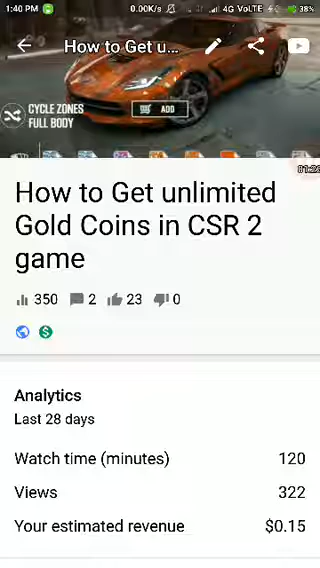 1:40 PM 0.00K/s 4G VoLTE 38%
How to Get u...
CYCLE ZONES
FULL BODY
ADD
01:2
How to Get unlimited
Gold Coins in CSR 2
game
350 2 23 0
Analytics
Last 28 days
Watch time (minutes) 120
Views 322
Your estimated revenue $0.15